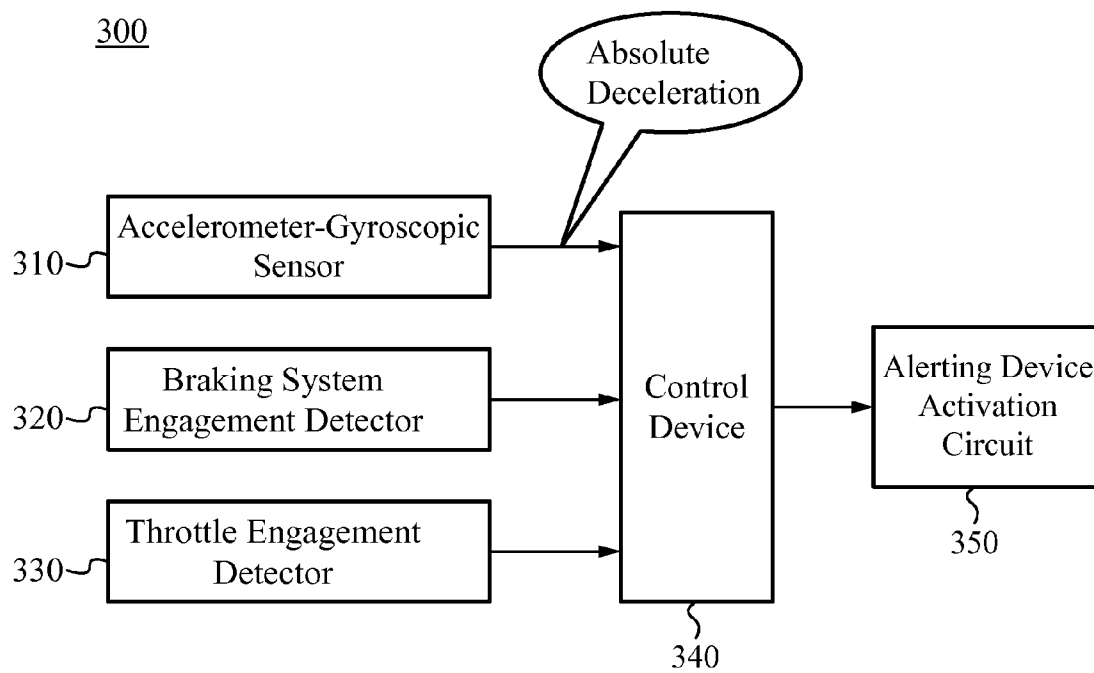 300
Absolute
Deceleration
Accelerometer-Gyroscopic
Sensor
310
Braking System
Engagement Detector
320
Throttle Engagement
Detector
330
Control
Device
340
Alerting Device
Activation
Circuit
350